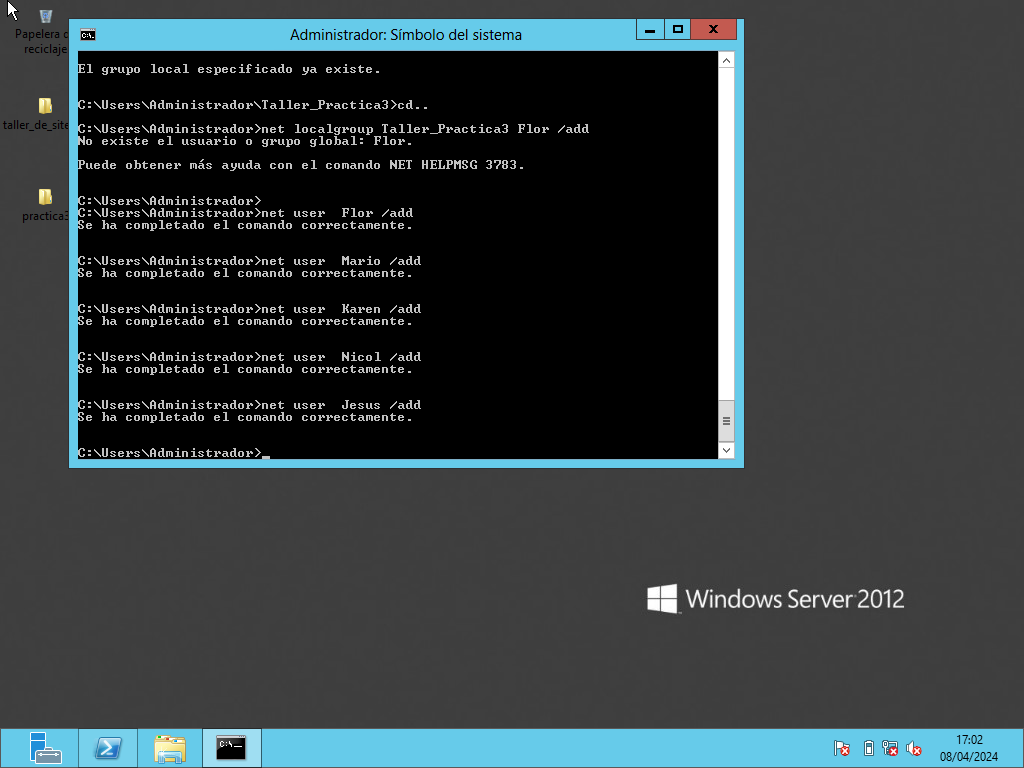 Papelera d
reciclaje
taller_de_site
practica3
Administrador: Símbolo del sistema
El grupo local especificado ya existe.
C:\Users\Administrador\Taller_Practica3>cd..
C:\Users\Administrador>net localgroup Taller_Practica3 Flor /add
No existe el usuario o grupo global: Flor.
Puede obtener más ayuda con el comando NET HELPMSG 3783.
C:\Users\Administrador>
C:\Users\Administrador>net user  Flor /add
Se ha completado el comando correctamente.
C:\Users\Administrador>net user  Mario /add
Se ha completado el comando correctamente.
C:\Users\Administrador>net user  Karen /add
Se ha completado el comando correctamente.
C:\Users\Administrador>net user  Nicol /add
Se ha completado el comando correctamente.
C:\Users\Administrador>net user  Jesus /add
Se ha completado el comando correctamente.
C:\Users\Administrador>_
Windows Server 2012
17:02
08/04/2024